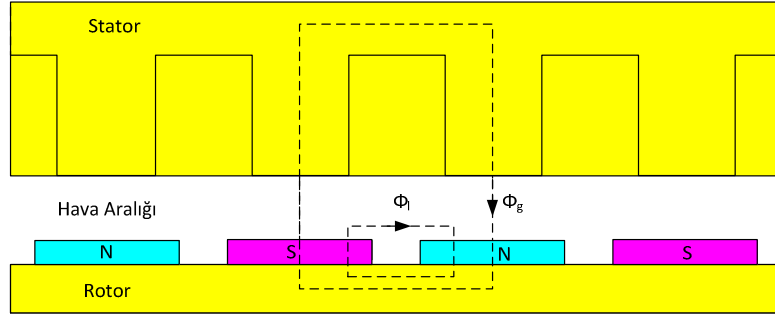 Stator
Hava Aralığı
Φl
Φg
N
S
N
S
Rotor